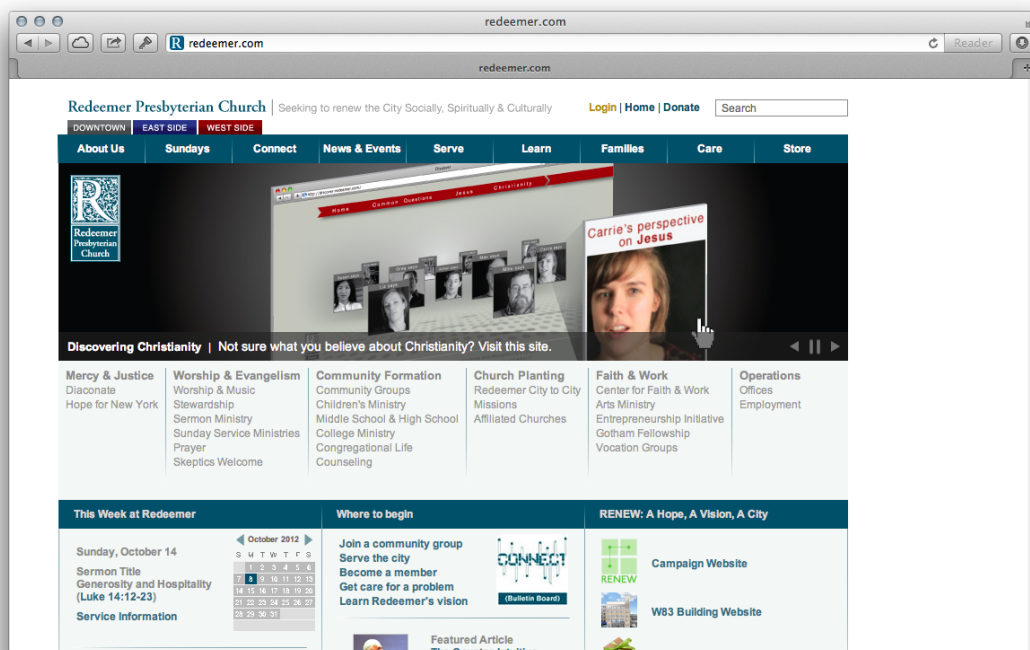 redeemer.com
redeemer.com
Reader
redeemer.com
Redeemer Presbyterian Church
Seeking to renew the City Socially, Spiritually & Culturally
Login | Home | Donate
Search
DOWNTOWN
EAST SIDE
WEST SIDE
About Us
Sundays
Connect
News & Events
Serve
Learn
Families
Care
Store
R
Redeemer
Presbyterian
Church
Home
Common Questions
Jesus
Christianity
Carrie's perspective
on Jesus
Discovering Christianity | Not sure what you believe about Christianity? Visit this site.
Mercy & Justice
Diaconate
Hope for New York
Worship & Evangelism
Worship & Music
Stewardship
Sermon Ministry
Sunday Service Ministries
Prayer
Skeptics Welcome
Community Formation
Community Groups
Children's Ministry
Middle School & High School
College Ministry
Congregational Life
Counseling
Church Planting
Redeemer City to City
Missions
Affiliated Churches
Faith & Work
Center for Faith & Work
Arts Ministry
Entrepreneurship Initiative
Gotham Fellowship
Vocation Groups
Operations
Offices
Employment
This Week at Redeemer
Sunday, October 14
Sermon Title
Generosity and Hospitality
(Luke 14:12-23)
Service Information
October 2012
S M T W T F S
1 2 3 4 5 6
7 8 9 10 11 12 13
14 15 16 17 18 19 20
21 22 23 24 25 26 27
28 29 30 31
Where to begin
Join a community group
Serve the city
Become a member
Get care for a problem
Learn Redeemer's vision
CONNECT
(Bulletin Board)
Featured Article
RENEW: A Hope, A Vision, A City
RENEW
Campaign Website
W83 Building Website